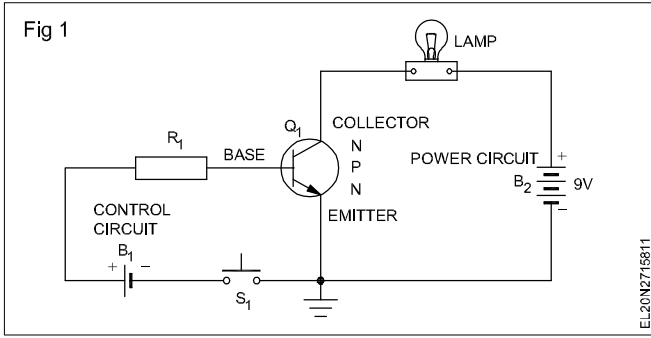 Fig 1
LAMP
R1
BASE
Q1
COLLECTOR
N
P
N
EMITTER
POWER CIRCUIT
+
B2
9V
−
CONTROL
CIRCUIT
B1
+ −
S1
EL20N2715811